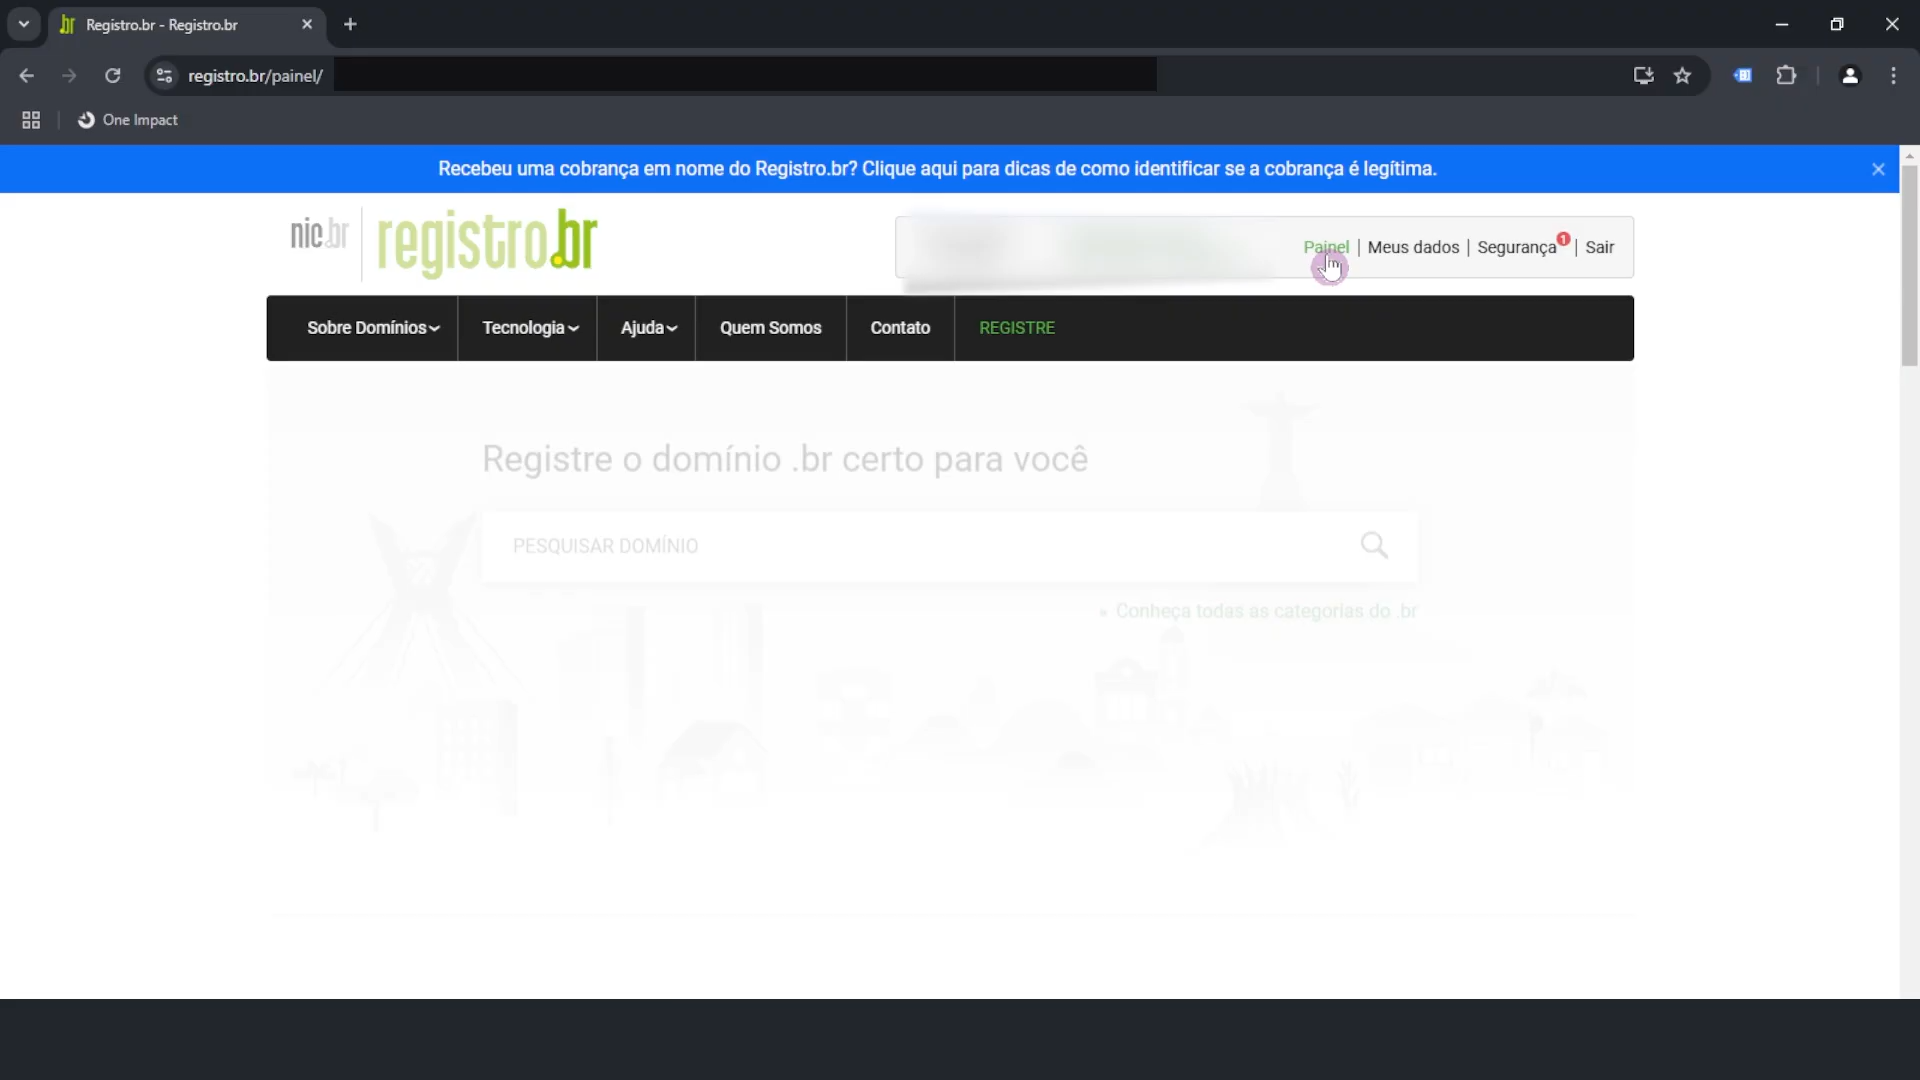 Registro.br - Registro.br
registro.br/painel/
One Impact
Recebeu uma cobrança em nome do Registro.br? Clique aqui para dicas de como identificar se a cobrança é legítima.
nic.br
registro.br
Painel | Meus dados | Segurança 1 | Sair
Sobre Domínios
Tecnologia
Ajuda
Quem Somos
Contato
REGISTRE
Registre o domínio .br certo para você
PESQUISAR DOMÍNIO
» Conheça todas as categorias do .br